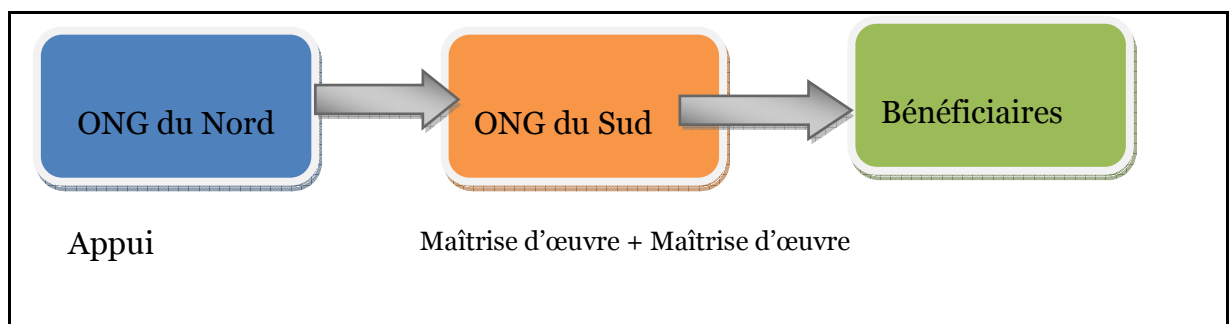 ONG du Nord
ONG du Sud
Bénéficiaires
Appui
Maîtrise d’œuvre + Maîtrise d’œuvre